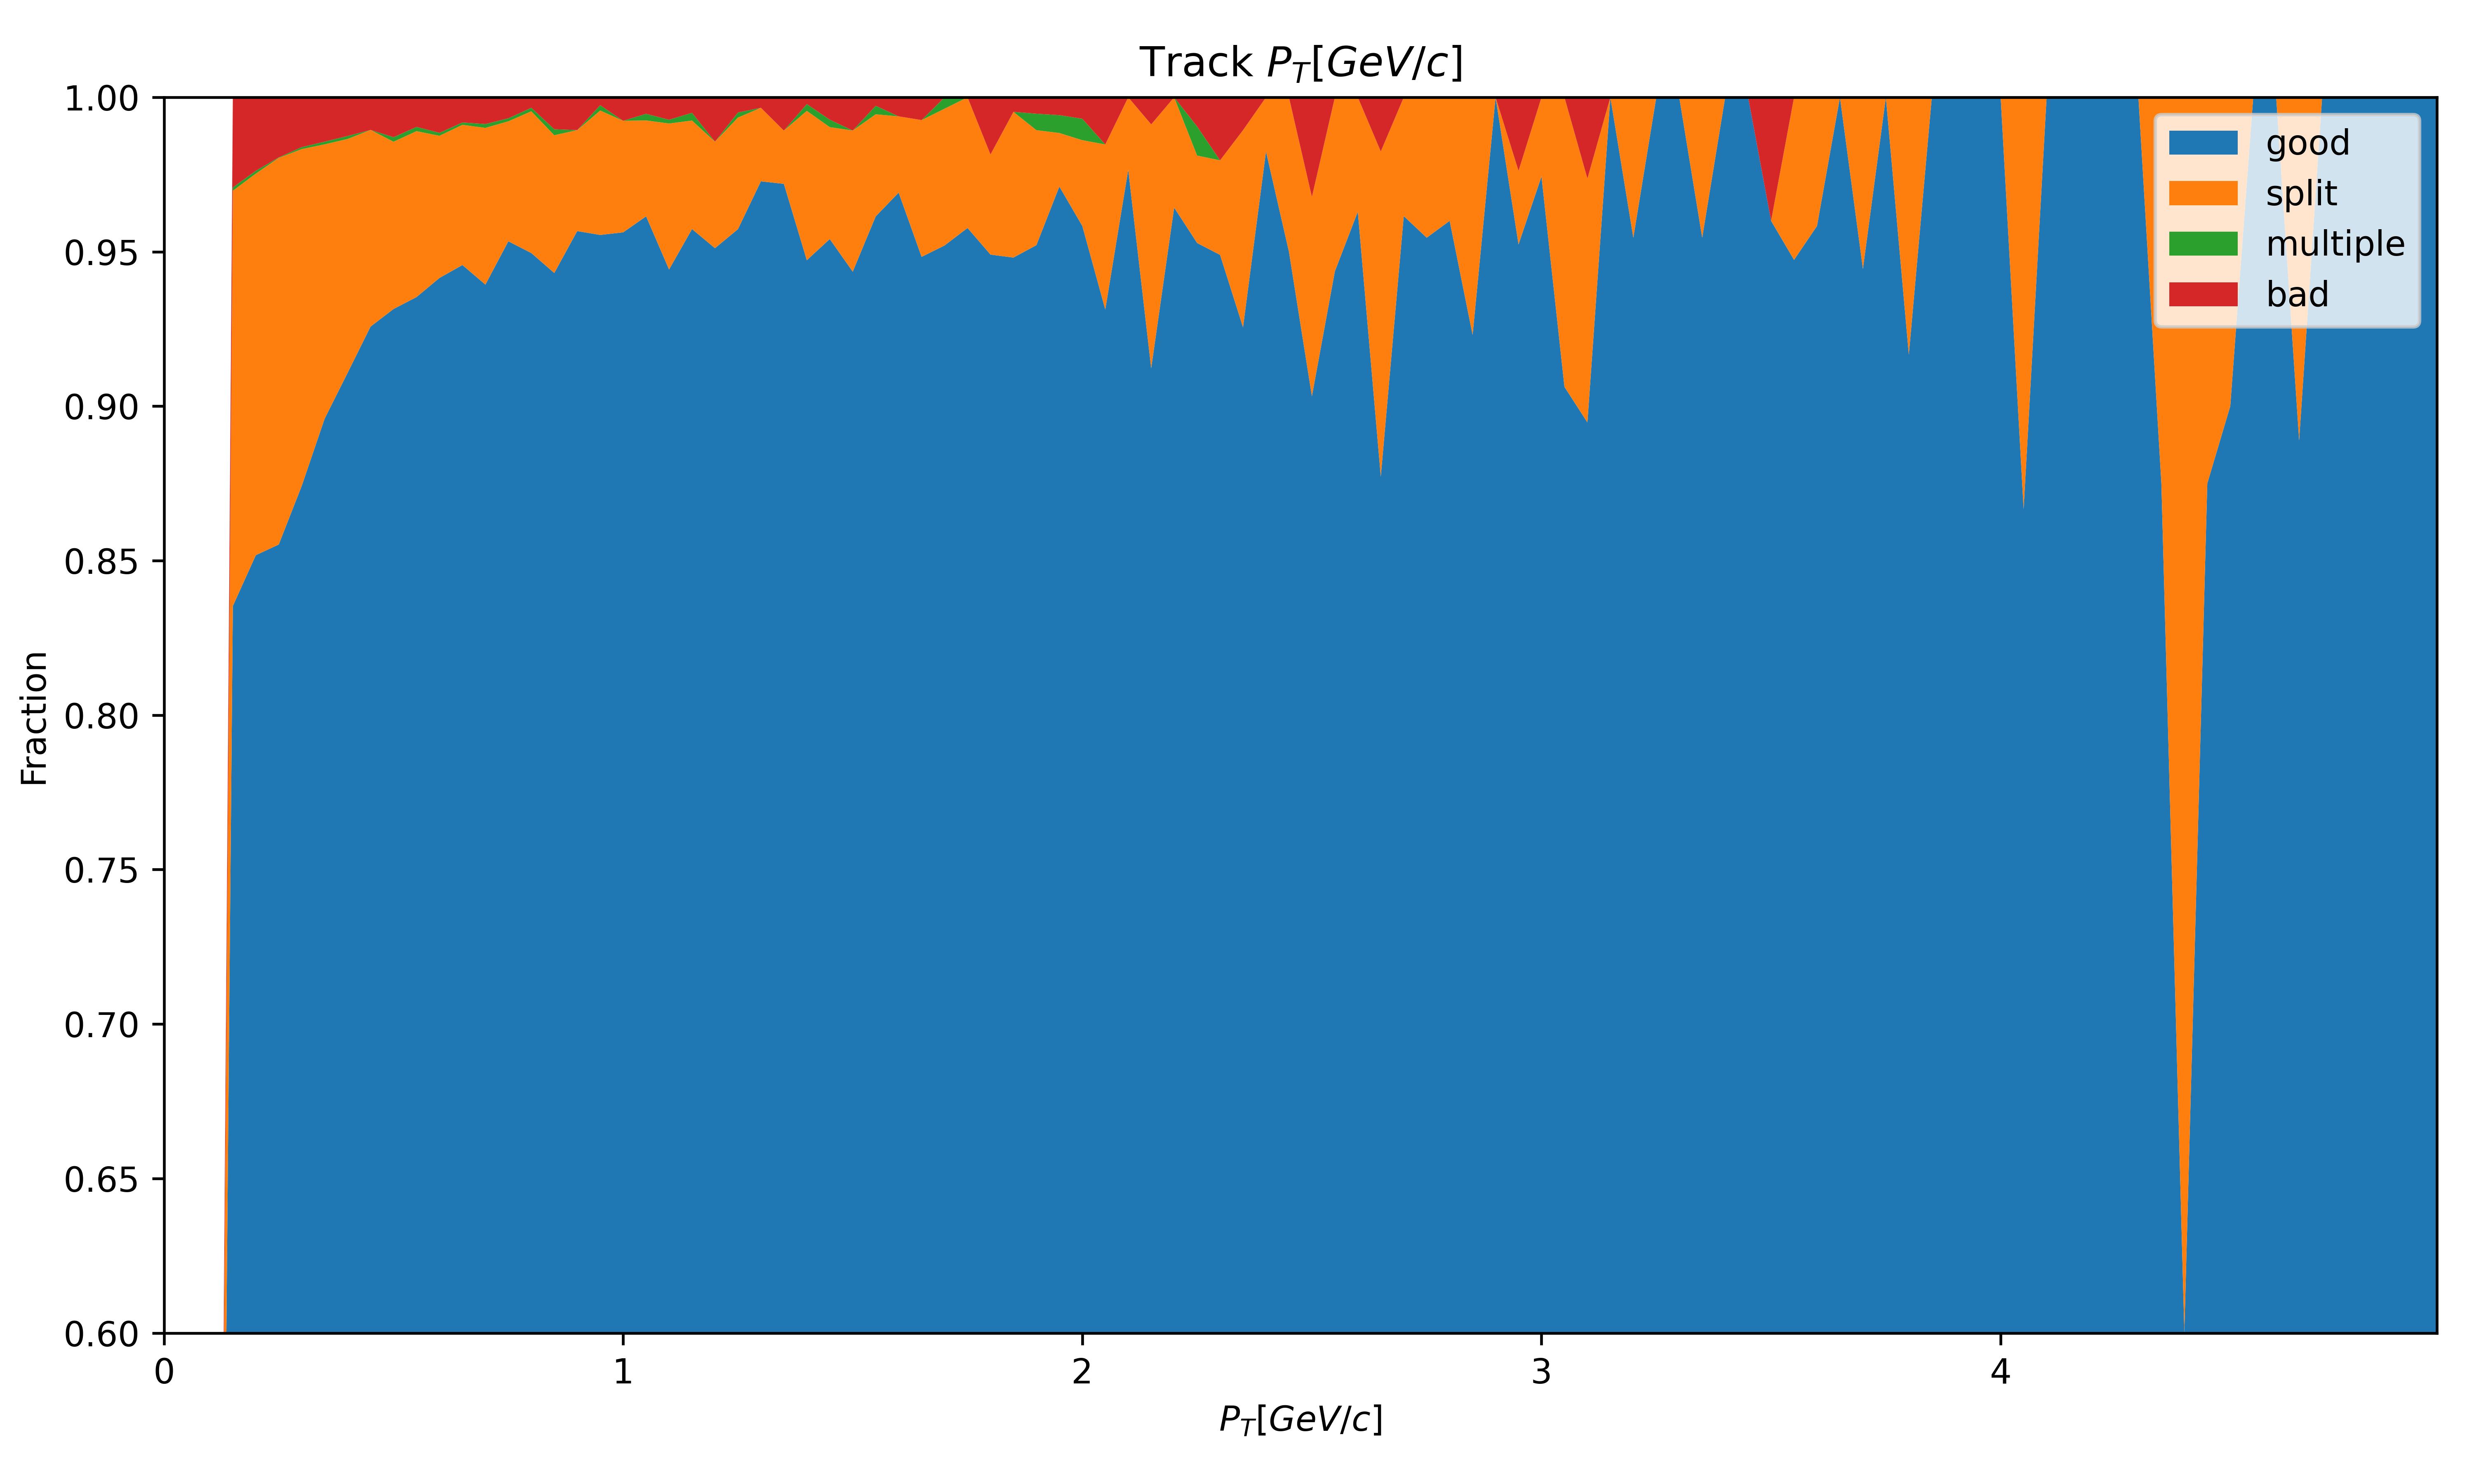 Track P_T[GeV/c]
1.00
0.95
0.90
0.85
0.80
0.75
0.70
0.65
0.60
Fraction
0 1 2 3 4
P_T[GeV/c]
good
split
multiple
bad